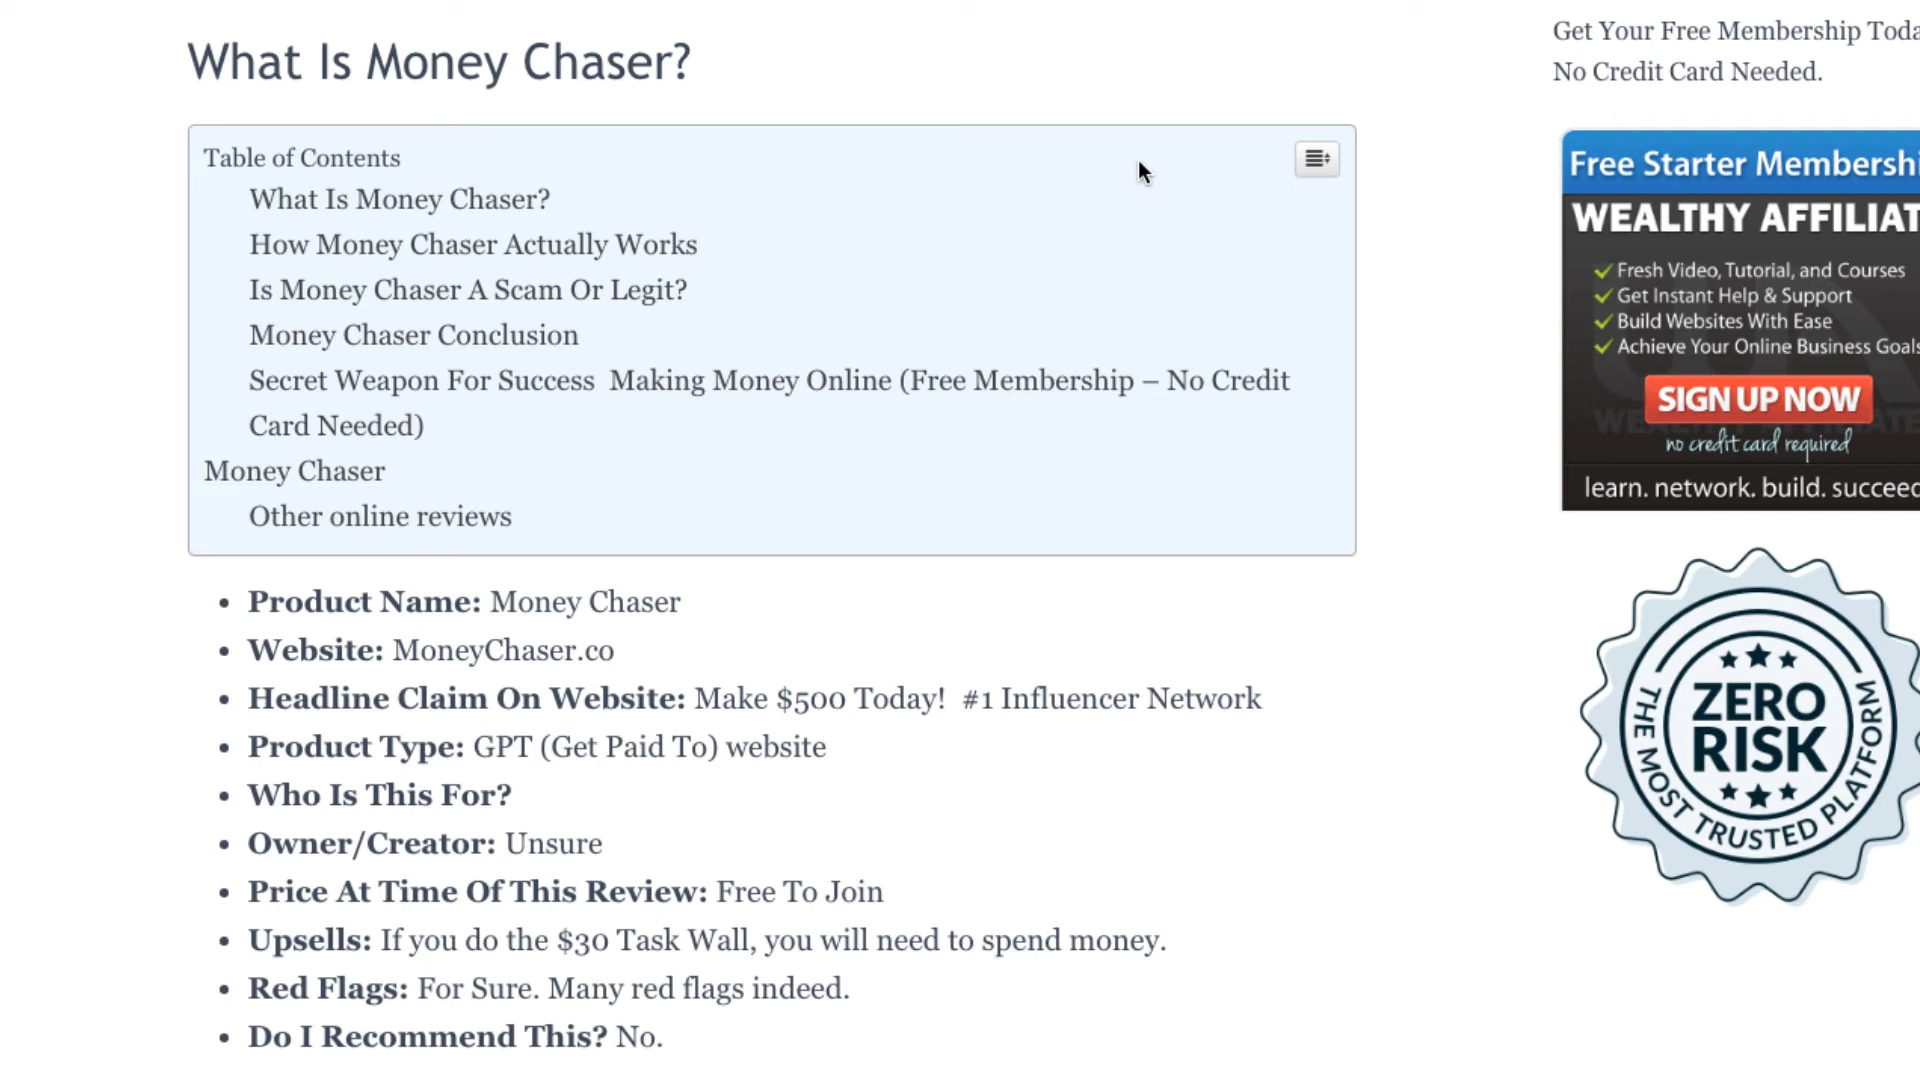 What Is Money Chaser?
Table of Contents
What Is Money Chaser?
How Money Chaser Actually Works
Is Money Chaser A Scam Or Legit?
Money Chaser Conclusion
Secret Weapon For Success  Making Money Online (Free Membership – No Credit
Card Needed)
Money Chaser
Other online reviews
• Product Name: Money Chaser
• Website: MoneyChaser.co
• Headline Claim On Website: Make $500 Today!  #1 Influencer Network
• Product Type: GPT (Get Paid To) website
• Who Is This For?
• Owner/Creator: Unsure
• Price At Time Of This Review: Free To Join
• Upsells: If you do the $30 Task Wall, you will need to spend money.
• Red Flags: For Sure. Many red flags indeed.
• Do I Recommend This? No.
Get Your Free Membership Toda
No Credit Card Needed.
Free Starter Membershi
WEALTHY AFFILIAT
Fresh Video, Tutorial, and Courses
Get Instant Help & Support
Build Websites With Ease
Achieve Your Online Business Goals
SIGN UP NOW
no credit card required
learn. network. build. succeed
ZERO
RISK
THE MOST TRUSTED PLATFORM